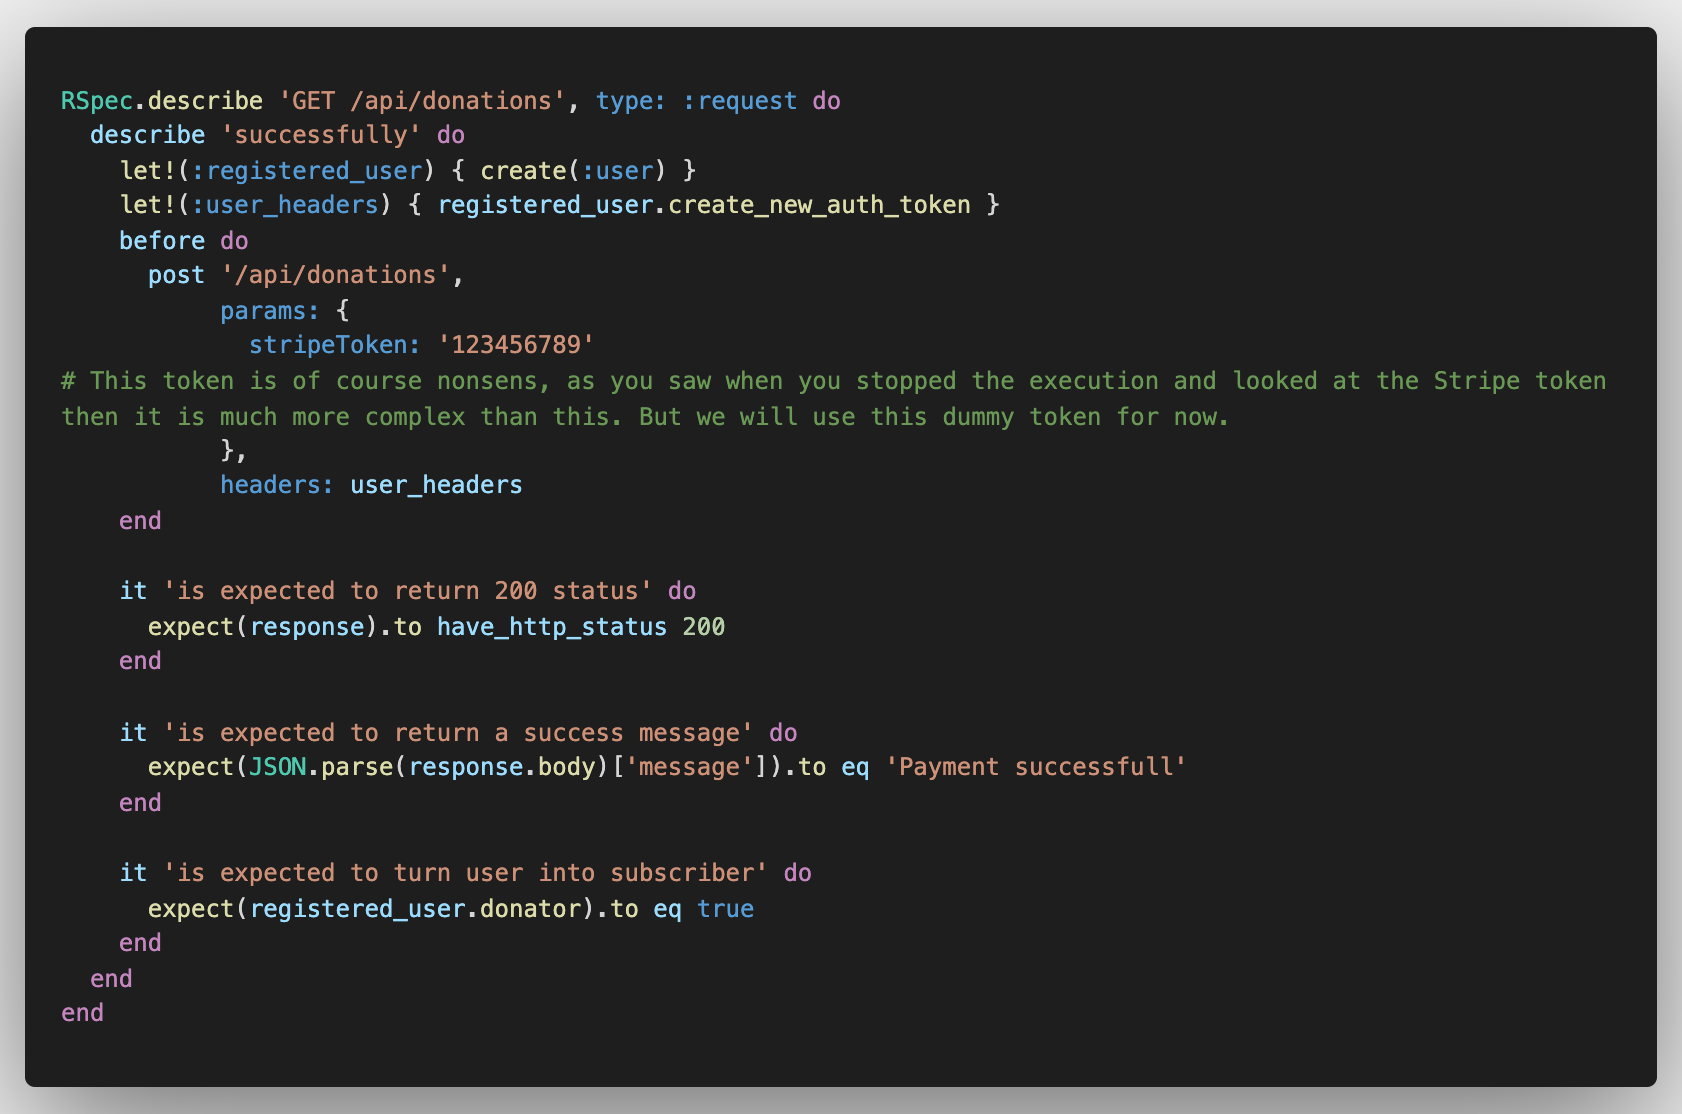 RSpec.describe 'GET /api/donations', type: :request do
  describe 'successfully' do
    let!(:registered_user) { create(:user) }
    let!(:user_headers) { registered_user.create_new_auth_token }
    before do
      post '/api/donations',
           params: {
             stripeToken: '123456789'
# This token is of course nonsens, as you saw when you stopped the execution and looked at the Stripe token
then it is much more complex than this. But we will use this dummy token for now.
           },
           headers: user_headers
    end

    it 'is expected to return 200 status' do
      expect(response).to have_http_status 200
    end

    it 'is expected to return a success message' do
      expect(JSON.parse(response.body)['message']).to eq 'Payment successfull'
    end

    it 'is expected to turn user into subscriber' do
      expect(registered_user.donator).to eq true
    end
  end
end